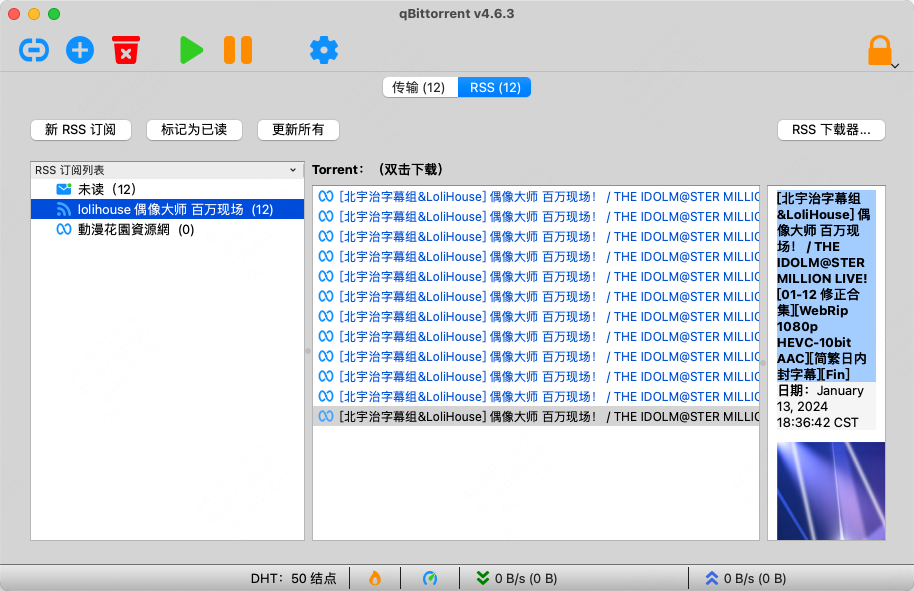 qBittorrent v4.6.3
传输 (12)
RSS (12)
新 RSS 订阅
标记为已读
更新所有
RSS 下载器...
RSS 订阅列表
未读 (12)
lolihouse 偶像大师 百万现场 (12)
動漫花園資源網 (0)
Torrent： （双击下载）
[北宇治字幕组&LoliHouse] 偶像大师 百万现场！ / THE IDOLM@STER MILLIO
[北宇治字幕组&LoliHouse] 偶像大师 百万现场！ / THE IDOLM@STER MILLIO
[北宇治字幕组&LoliHouse] 偶像大师 百万现场！ / THE IDOLM@STER MILLIO
[北宇治字幕组&LoliHouse] 偶像大师 百万现场！ / THE IDOLM@STER MILLIO
[北宇治字幕组&LoliHouse] 偶像大师 百万现场！ / THE IDOLM@STER MILLIO
[北宇治字幕组&LoliHouse] 偶像大师 百万现场！ / THE IDOLM@STER MILLIO
[北宇治字幕组&LoliHouse] 偶像大师 百万现场！ / THE IDOLM@STER MILLIO
[北宇治字幕组&LoliHouse] 偶像大师 百万现场！ / THE IDOLM@STER MILLIO
[北宇治字幕组&LoliHouse] 偶像大师 百万现场！ / THE IDOLM@STER MILLIO
[北宇治字幕组&LoliHouse] 偶像大师 百万现场！ / THE IDOLM@STER MILLIO
[北宇治字幕组&LoliHouse] 偶像大师 百万现场！ / THE IDOLM@STER MILLIO
[北宇治字幕组&LoliHouse] 偶像大师 百万现场！ / THE IDOLM@STER MILLIO
[北宇治字幕组
&LoliHouse] 偶
像大师 百万现
场！ / THE
IDOLM@STER
MILLION LIVE!
[01-12 修正合
集][WebRip
1080p
HEVC-10bit
AAC][简繁日内
封字幕][Fin]
日期：January
13, 2024
18:36:42 CST
DHT：50 结点
0 B/s (0 B)
0 B/s (0 B)